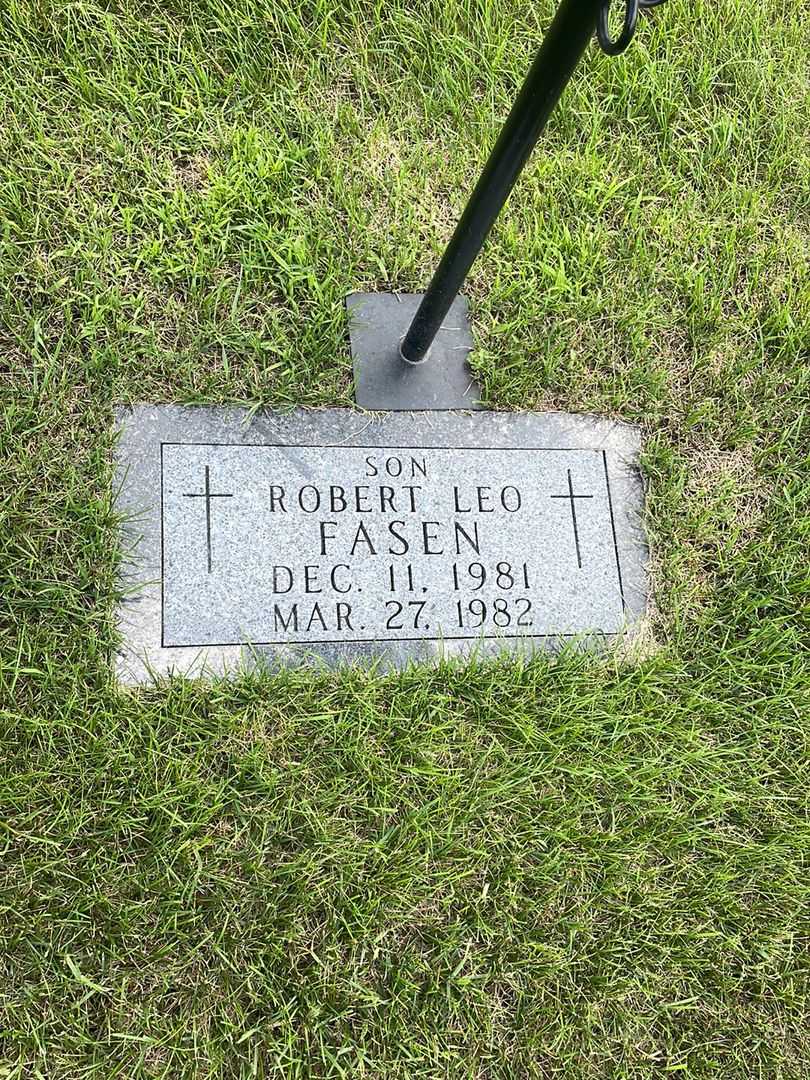 SON
ROBERT LEO
FASEN
DEC. 11, 1981
MAR. 27, 1982